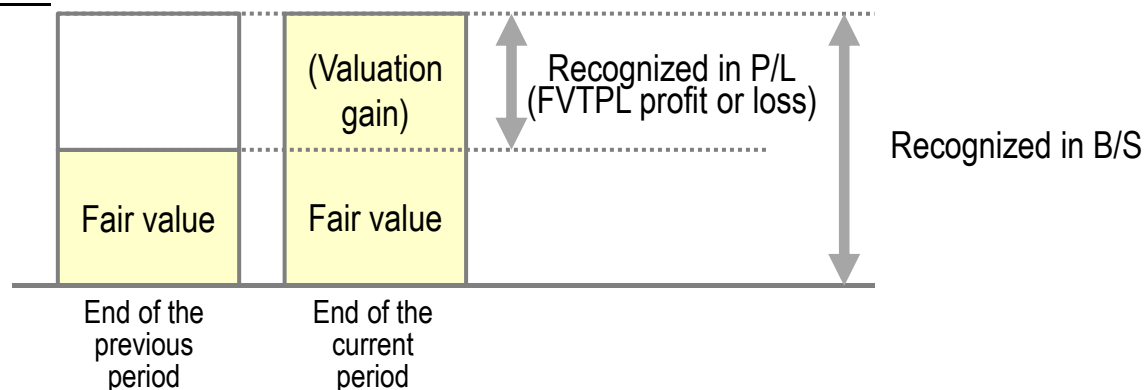 (Valuation
gain)
Recognized in P/L
(FVTPL profit or loss)
Recognized in B/S
Fair value
Fair value
End of the
previous
period
End of the
current
period